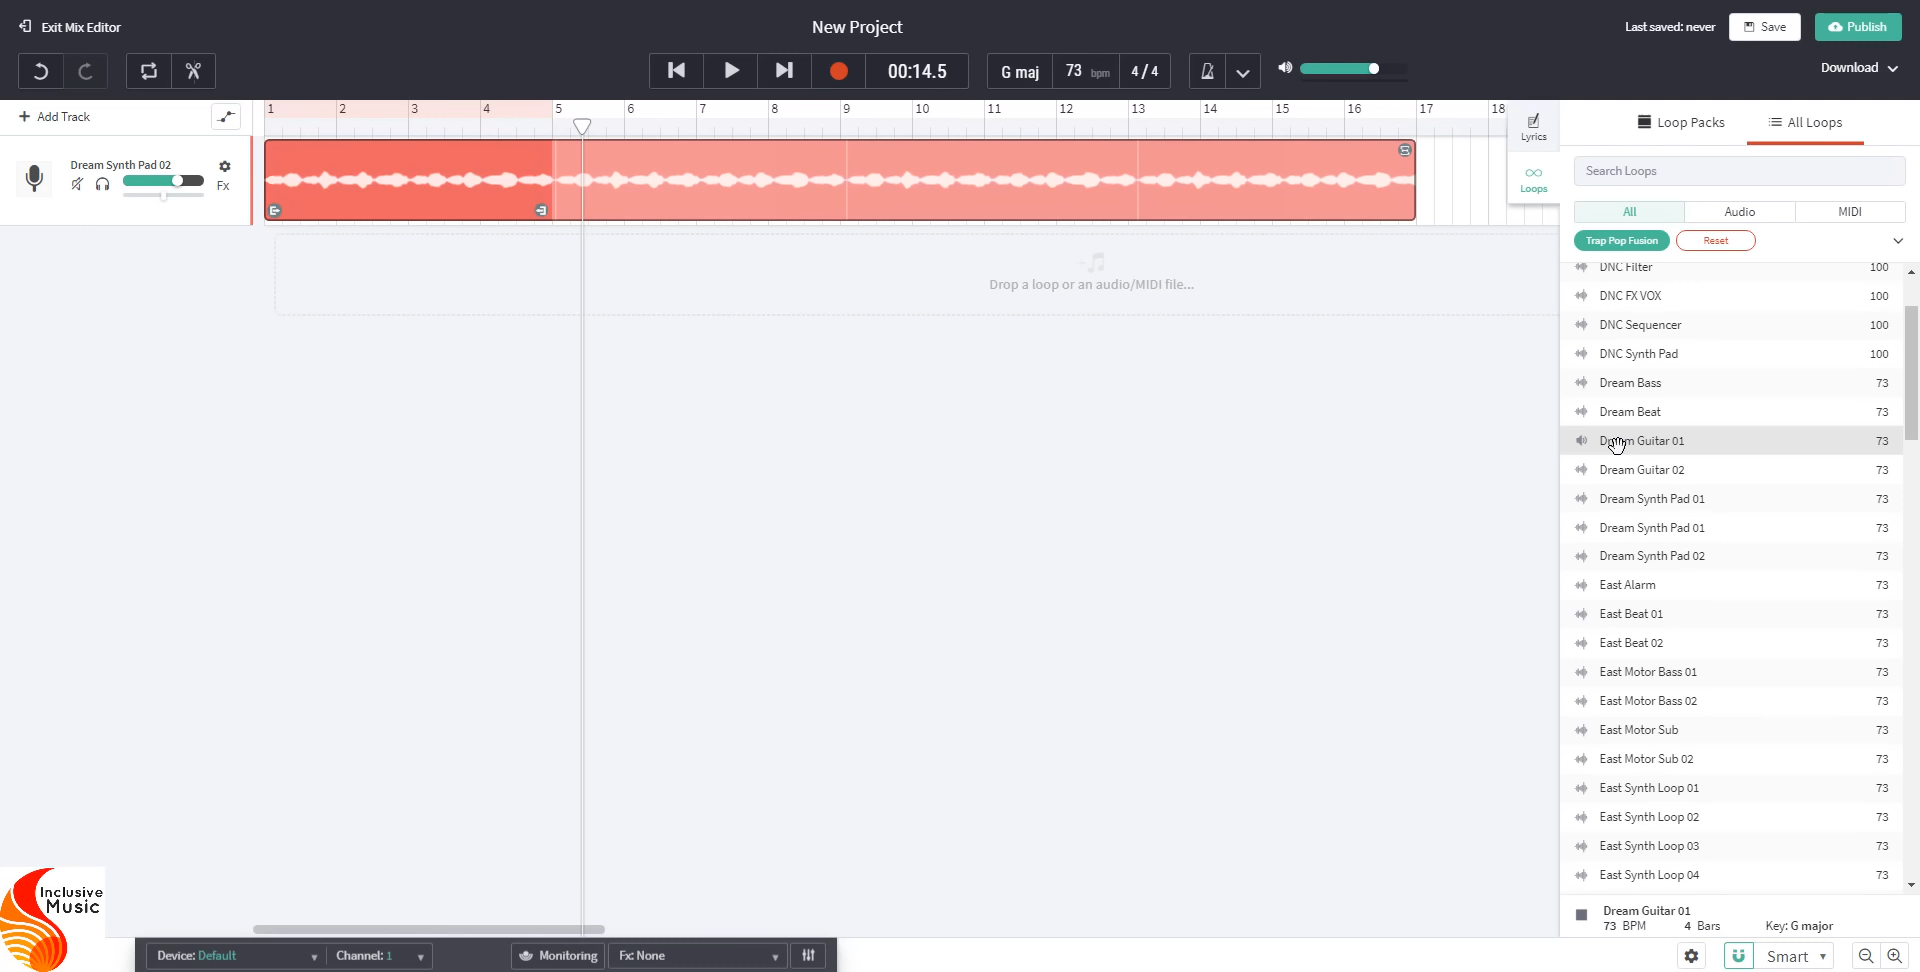 Exit Mix Editor
New Project
Last saved: never
Save
Publish
00:14.5
G maj
73 bpm
4 / 4
Download
Add Track
1 2 3 4 5 6 7 8 9 10 11 12 13 14 15 16 17 18
Lyrics
Loops
Dream Synth Pad 02
Fx
Drop a loop or an audio/MIDI file...
Loop Packs
All Loops
Search Loops
All
Audio
MIDI
Trap Pop Fusion
Reset
DNC Filter 100
DNC FX VOX 100
DNC Sequencer 100
DNC Synth Pad 100
Dream Bass 73
Dream Beat 73
Dream Guitar 01 73
Dream Guitar 02 73
Dream Synth Pad 01 73
Dream Synth Pad 01 73
Dream Synth Pad 02 73
East Alarm 73
East Beat 01 73
East Beat 02 73
East Motor Bass 01 73
East Motor Bass 02 73
East Motor Sub 73
East Motor Sub 02 73
East Synth Loop 01 73
East Synth Loop 02 73
East Synth Loop 03 73
East Synth Loop 04 73
Dream Guitar 01
73 BPM 4 Bars Key: G major
Inclusive
Music
Device: Default
Channel: 1
Monitoring
Fx: None
Smart